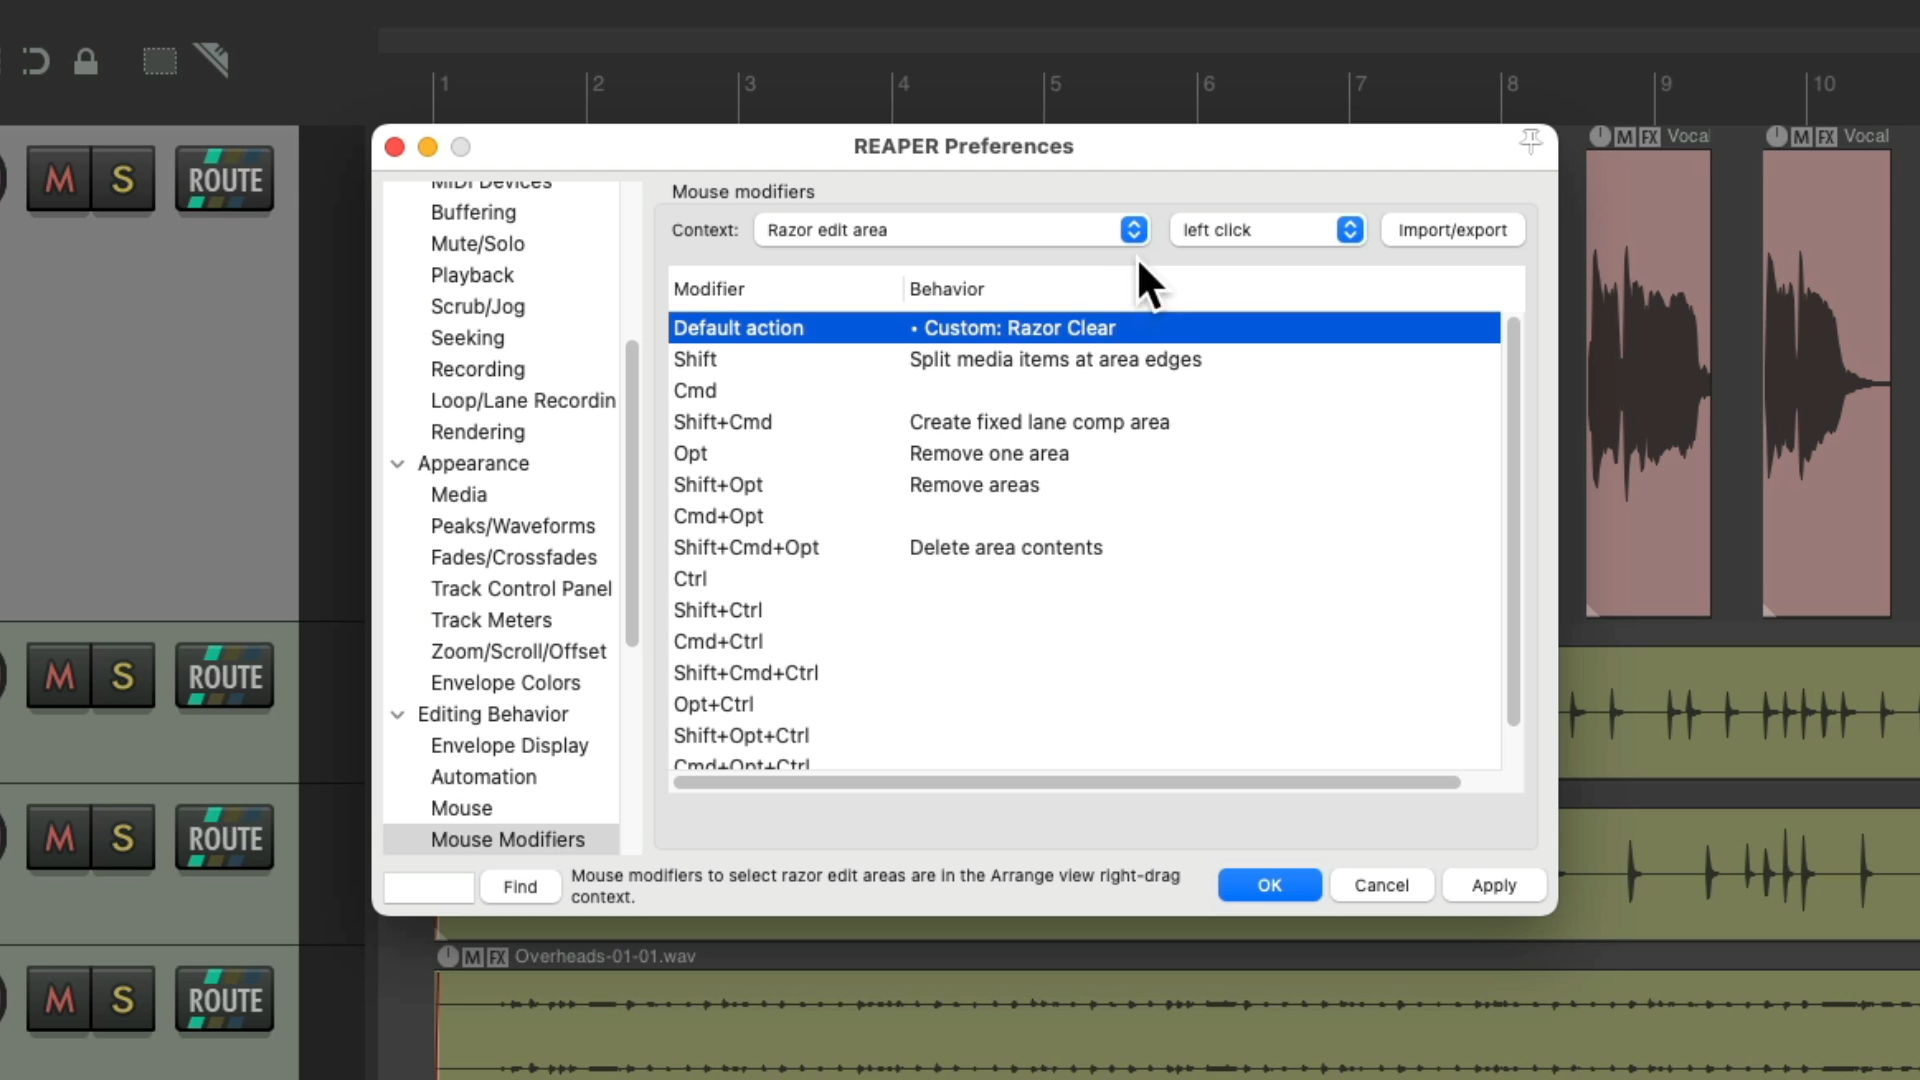 1 2 3 4 5 6 7 8 9 10
M FX Vocal M FX Vocal
M S ROUTE
M S ROUTE
M S ROUTE
M S ROUTE
REAPER Preferences
MIDI Devices
Buffering
Mute/Solo
Playback
Scrub/Jog
Seeking
Recording
Loop/Lane Recordin
Rendering
Appearance
Media
Peaks/Waveforms
Fades/Crossfades
Track Control Panel
Track Meters
Zoom/Scroll/Offset
Envelope Colors
Editing Behavior
Envelope Display
Automation
Mouse
Mouse Modifiers
Mouse modifiers
Context: Razor edit area left click Import/export
Modifier Behavior
Default action • Custom: Razor Clear
Shift Split media items at area edges
Cmd
Shift+Cmd Create fixed lane comp area
Opt Remove one area
Shift+Opt Remove areas
Cmd+Opt
Shift+Cmd+Opt Delete area contents
Ctrl
Shift+Ctrl
Cmd+Ctrl
Shift+Cmd+Ctrl
Opt+Ctrl
Shift+Opt+Ctrl
Cmd+Opt+Ctrl
Find
Mouse modifiers to select razor edit areas are in the Arrange view right-drag
context.
OK Cancel Apply
M FX Overheads-01-01.wav